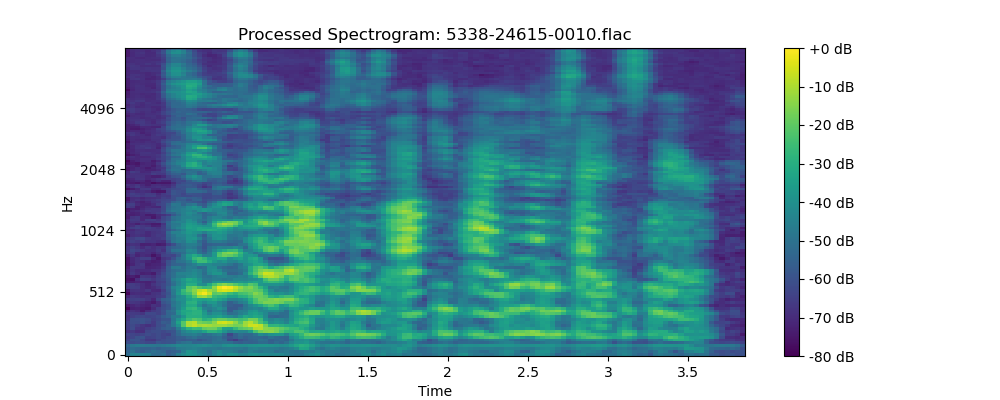 Processed Spectrogram: 5338-24615-0010.flac
Hz
4096
2048
1024
512
0
0
0.5
1
1.5
2
2.5
3
3.5
Time
+0 dB
-10 dB
-20 dB
-30 dB
-40 dB
-50 dB
-60 dB
-70 dB
-80 dB